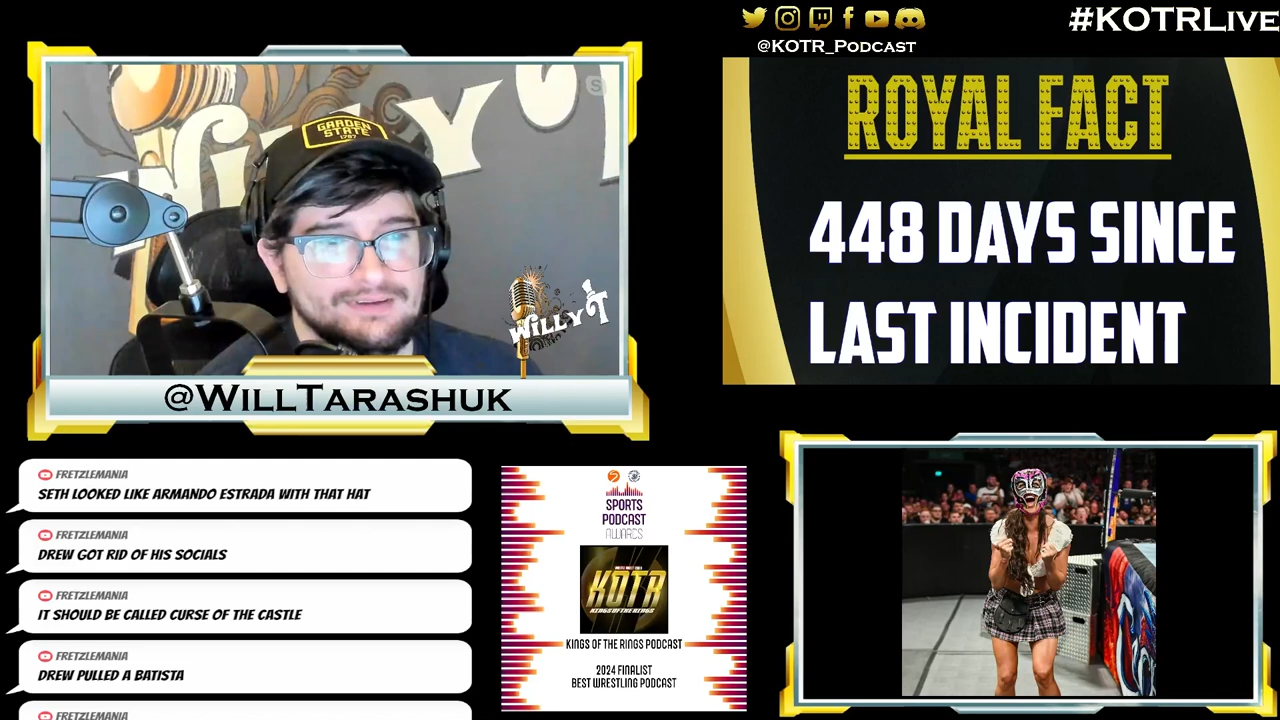 #KOTRLive
@KOTR_Podcast
ROYAL FACT
448 DAYS SINCE
LAST INCIDENT
WILLY T
GARDEN
STATE
1787
WILLY T
@WillTarashuk
FRETZLEMANIA
SETH LOOKED LIKE ARMANDO ESTRADA WITH THAT HAT
FRETZLEMANIA
DREW GOT RID OF HIS SOCIALS
FRETZLEMANIA
IT SHOULD BE CALLED CURSE OF THE CASTLE
FRETZLEMANIA
DREW PULLED A BATISTA
FRETZLEMANIA
SPORTS
PODCAST
AWARDS
KOTR
KINGS OF THE RINGS
KINGS OF THE RINGS PODCAST
2024 FINALIST
BEST WRESTLING PODCAST